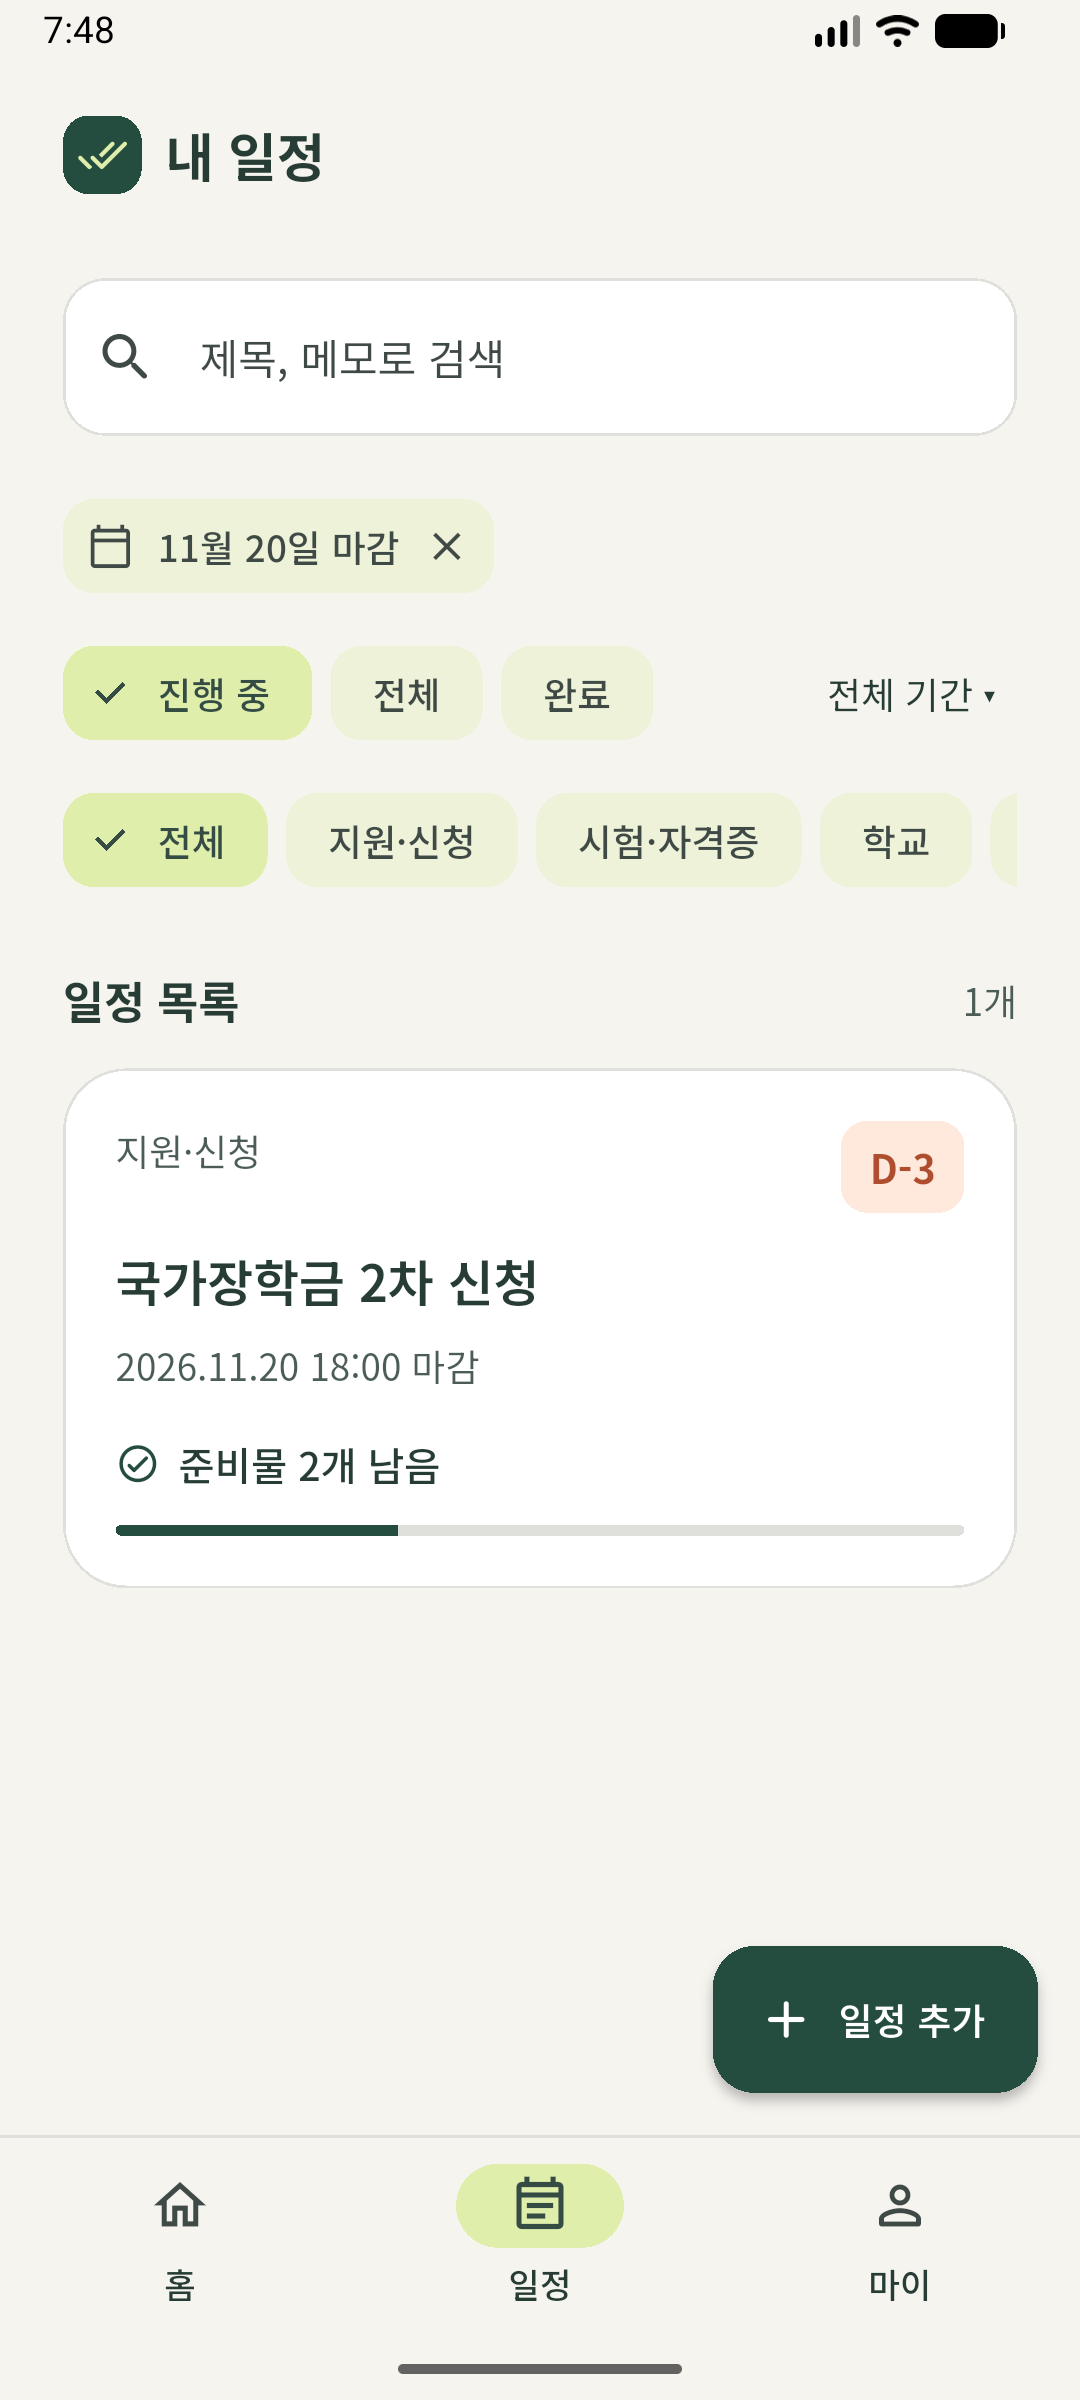 7:48
내 일정
제목, 메모로 검색
11월 20일 마감
진행 중 전체 완료 전체 기간 ▾
전체 지원·신청 시험·자격증 학교
일정 목록 1개
지원·신청 D-3
국가장학금 2차 신청
2026.11.20 18:00 마감
준비물 2개 남음
일정 추가
홈 일정 마이